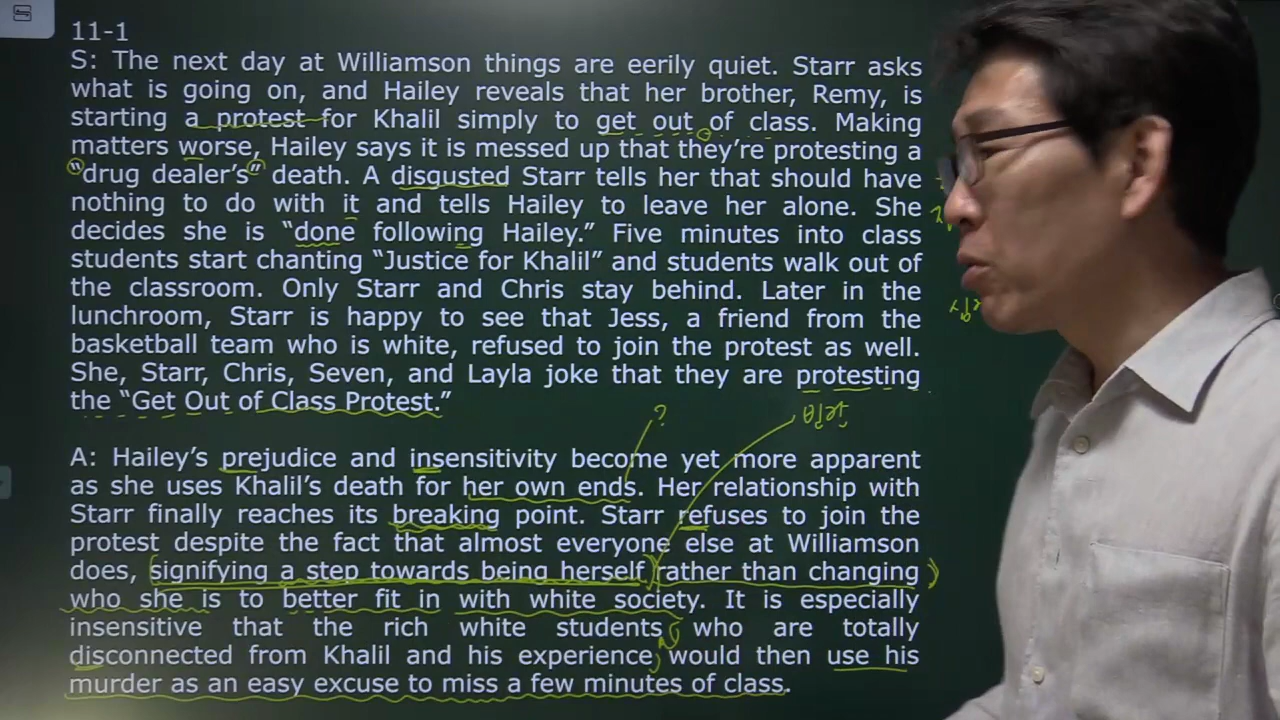 11-1
S: The next day at Williamson things are eerily quiet. Starr asks
what is going on, and Hailey reveals that her brother, Remy, is
starting a protest for Khalil simply to get out of class. Making
matters worse, Hailey says it is messed up that they’re protesting a
“drug dealer’s” death. A disgusted Starr tells her that should have
nothing to do with it and tells Hailey to leave her alone. She
decides she is “done following Hailey.” Five minutes into class
students start chanting “Justice for Khalil” and students walk out of
the classroom. Only Starr and Chris stay behind. Later in the
lunchroom, Starr is happy to see that Jess, a friend from the
basketball team who is white, refused to join the protest as well.
She, Starr, Chris, Seven, and Layla joke that they are protesting
the “Get Out of Class Protest.”
?
A: Hailey’s prejudice and insensitivity become yet more apparent
as she uses Khalil’s death for her own ends. Her relationship with
Starr finally reaches its breaking point. Starr refuses to join the
protest despite the fact that almost everyone else at Williamson
does, signifying a step towards being herself rather than changing
who she is to better fit in with white society. It is especially
insensitive that the rich white students who are totally
disconnected from Khalil and his experience would then use his
murder as an easy excuse to miss a few minutes of class.